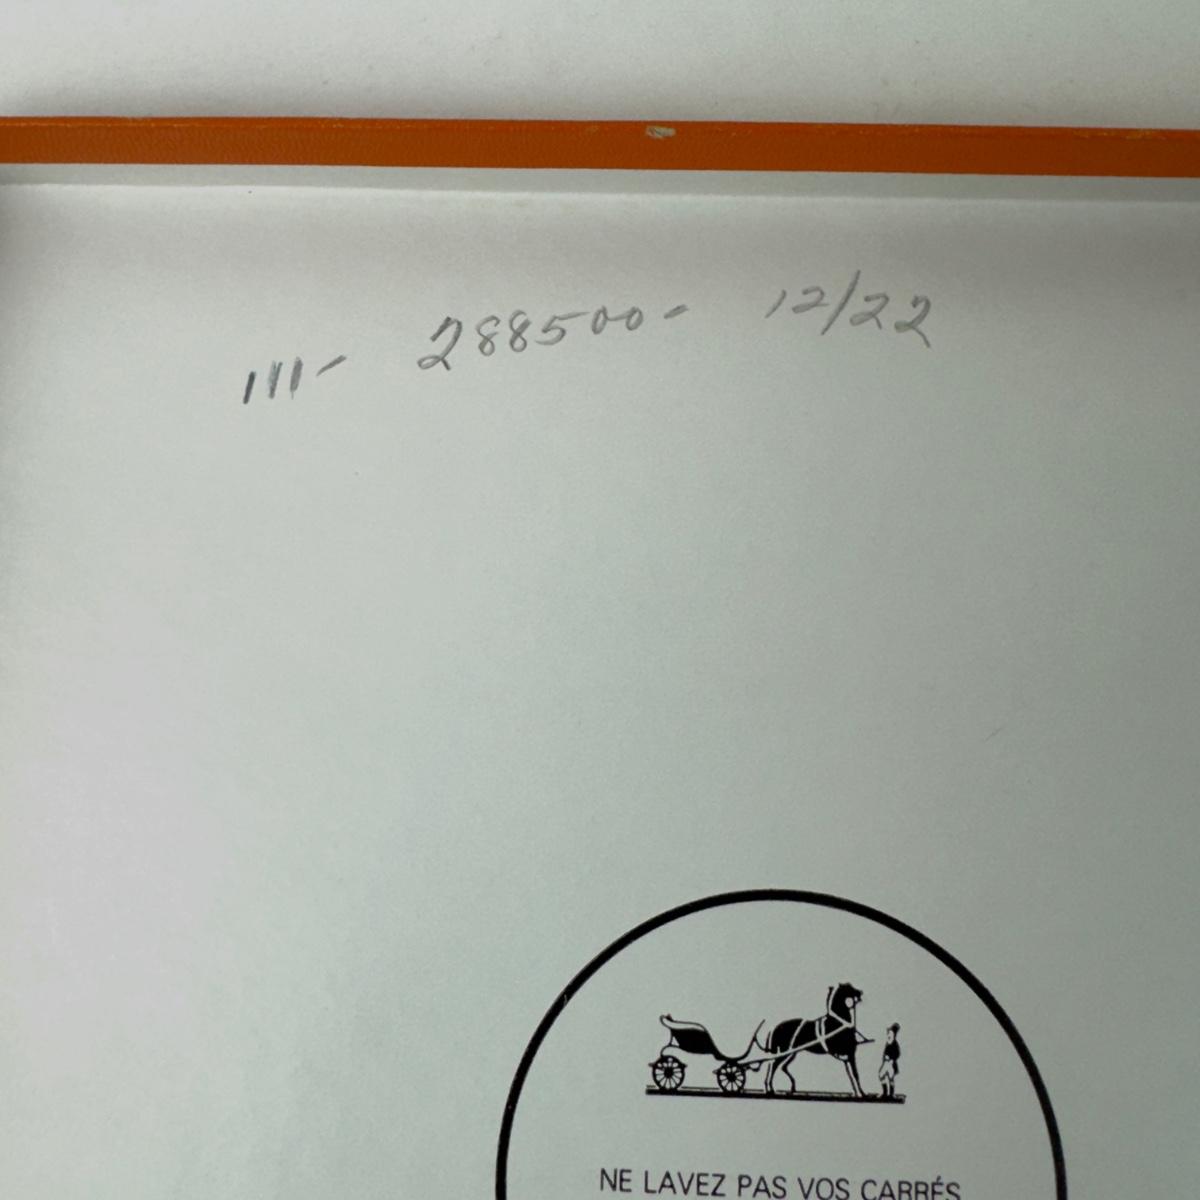 111- 288500- 12/22
NE LAVEZ PAS VOS CARRÉS